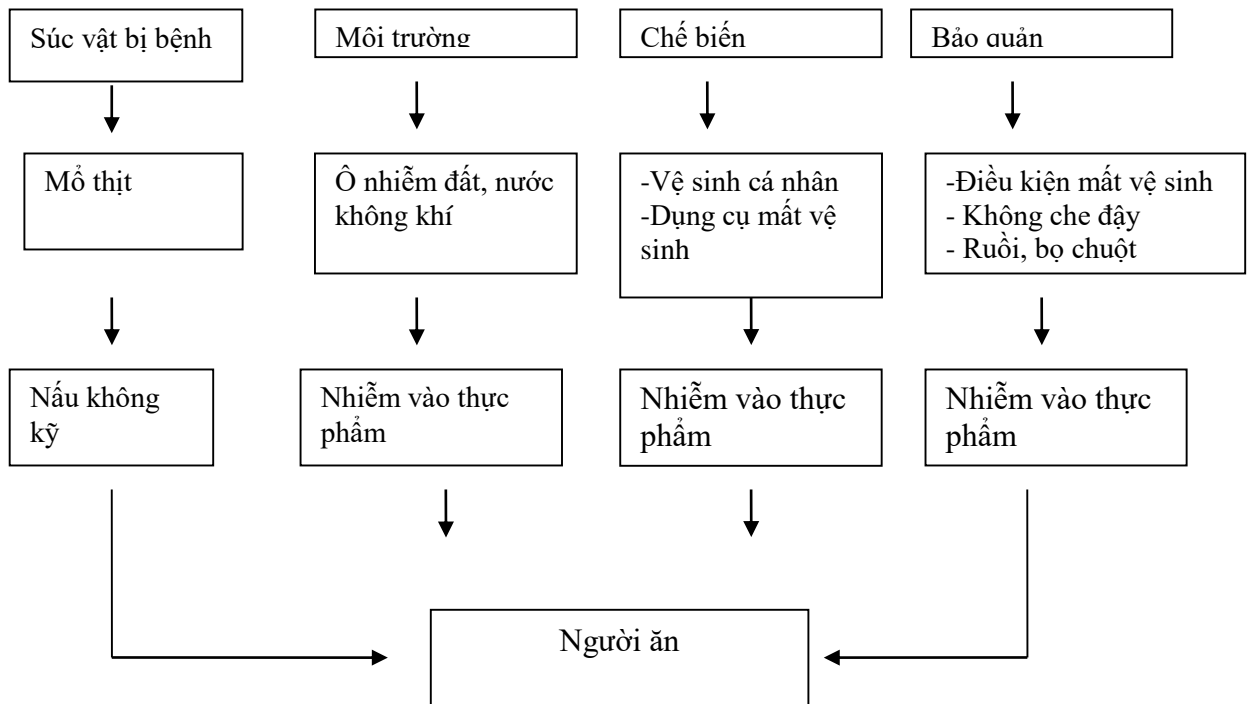 Súc vật bị bệnh
Môi trường
Chế biến
Bảo quản
Mổ thịt
Ô nhiễm đất, nước
không khí
-Vệ sinh cá nhân
-Dụng cụ mất vệ
sinh
-Điều kiện mất vệ sinh
- Không che đậy
- Ruồi, bọ chuột
Nấu không
kỹ
Nhiễm vào thực
phẩm
Nhiễm vào thực
phẩm
Nhiễm vào thực
phẩm
Người ăn